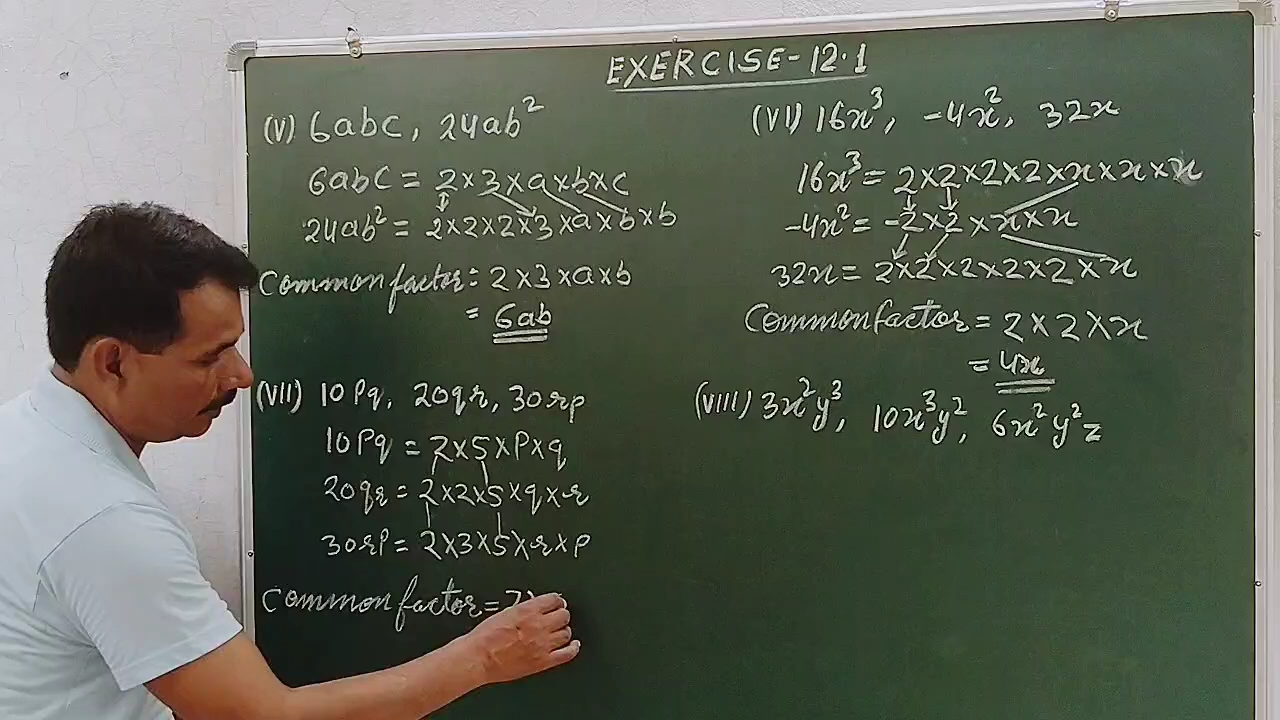 EXERCISE-12.1
(V) 6abc, 24ab²
6abc = 2×3×a×b×c
24ab² = 2×2×2×3×a×b×b
Common factor = 2×3×a×b
= 6ab
(VI) 16x³, -4x², 32x
16x³ = 2×2×2×2×x×x×x
-4x² = -2×2×x×x
32x = 2×2×2×2×2×x
Common factor = 2×2×x
= 4x
(VII) 10Pq, 20qr, 30rp
10Pq = 2×5×P×q
20qr = 2×2×5×q×r
30rP = 2×3×5×r×P
Common factor = 2×
(VIII) 3x²y³, 10x³y², 6x²y²z